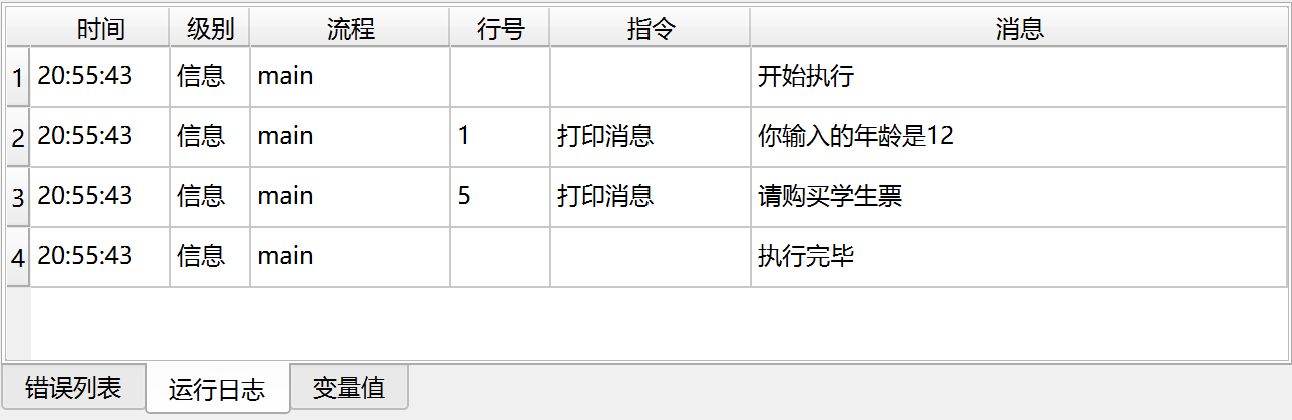 时间 级别 流程 行号 指令 消息
1 20:55:43 信息 main 开始执行
2 20:55:43 信息 main 1 打印消息 你输入的年龄是12
3 20:55:43 信息 main 5 打印消息 请购买学生票
4 20:55:43 信息 main 执行完毕
错误列表 运行日志 变量值